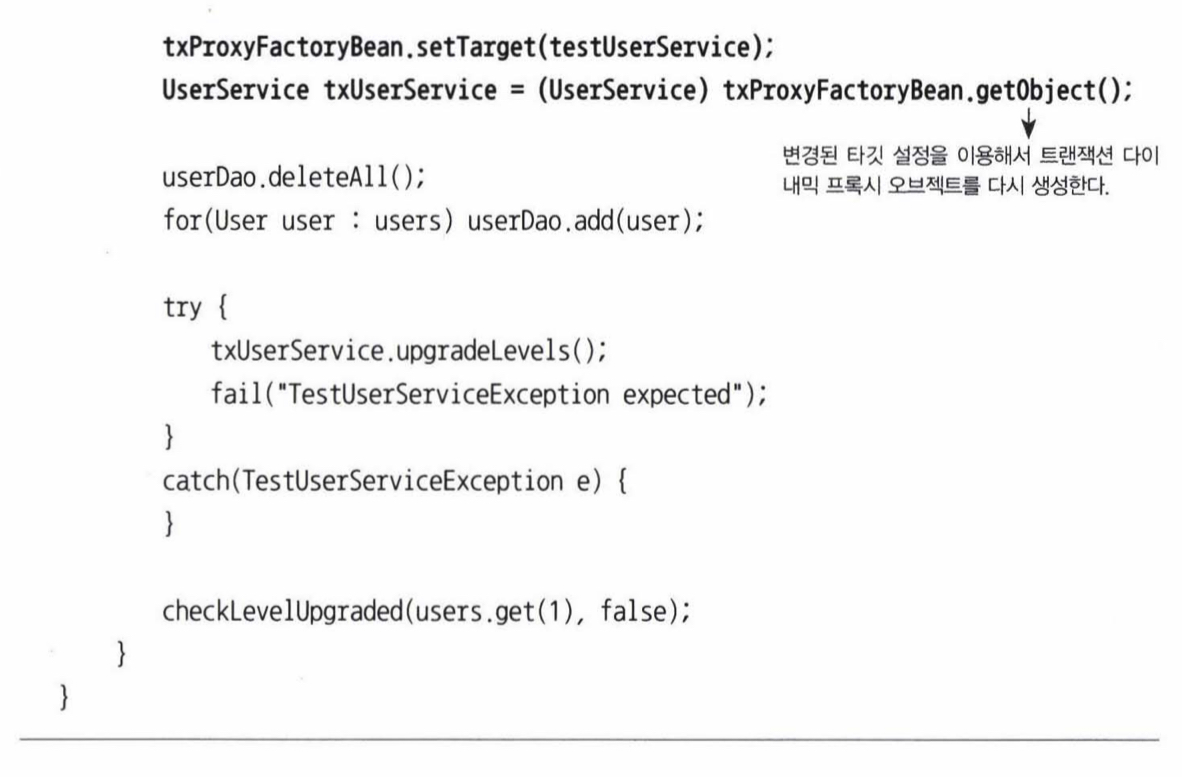 txProxyFactoryBean.setTarget(testUserService);
UserService txUserService = (UserService) txProxyFactoryBean.getObject();
변경된 타깃 설정을 이용해서 트랜잭션 다이
내믹 프록시 오브젝트를 다시 생성한다.
userDao.deleteAll();
for(User user : users) userDao.add(user);
try {
txUserService.upgradeLevels();
fail("TestUserServiceException expected");
}
catch(TestUserServiceException e) {
}
checkLevelUpgraded(users.get(1), false);
}
}